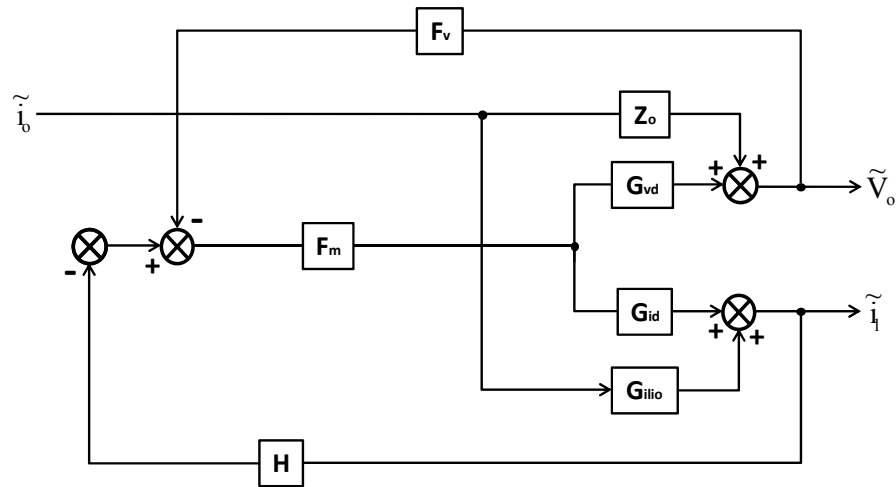 Fv
ĩo
Zo
+ +
Gvd
Ṽo
-
Fm
- +
Gid
ĩl
+ +
Gilio
H